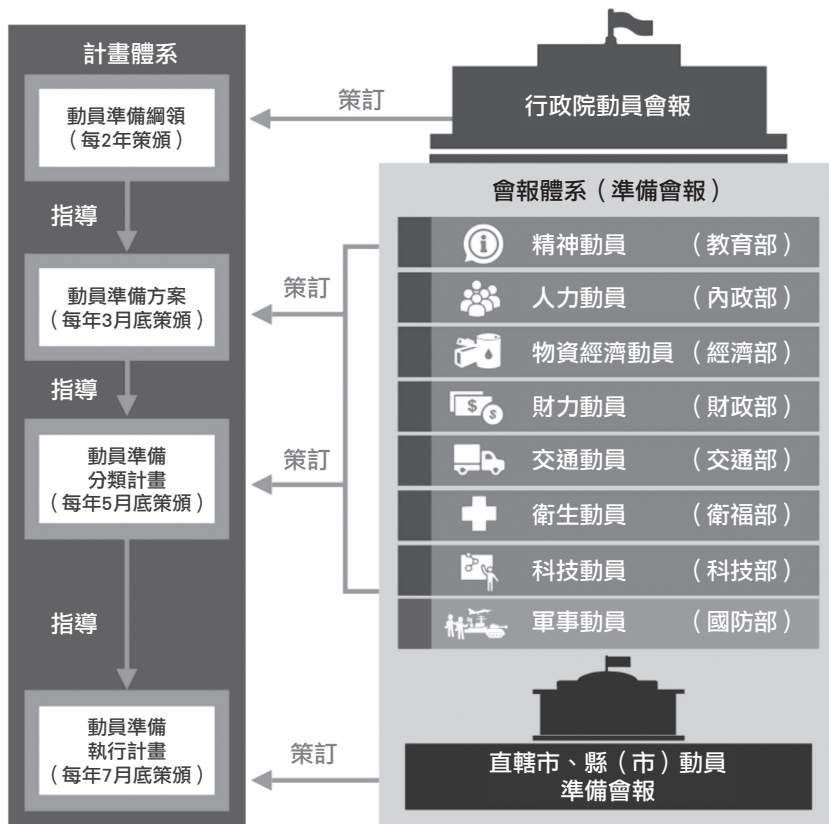 計畫體系
動員準備綱領
（每2年策頒）
指導
動員準備方案
（每年3月底策頒）
指導
動員準備
分類計畫
（每年5月底策頒）
指導
動員準備
執行計畫
（每年7月底策頒）
策訂
策訂
策訂
策訂
行政院動員會報
會報體系（準備會報）
精神動員 （教育部）
人力動員 （內政部）
物資經濟動員 （經濟部）
財力動員 （財政部）
交通動員 （交通部）
衛生動員 （衛福部）
科技動員 （科技部）
軍事動員 （國防部）
直轄市、縣（市）動員
準備會報